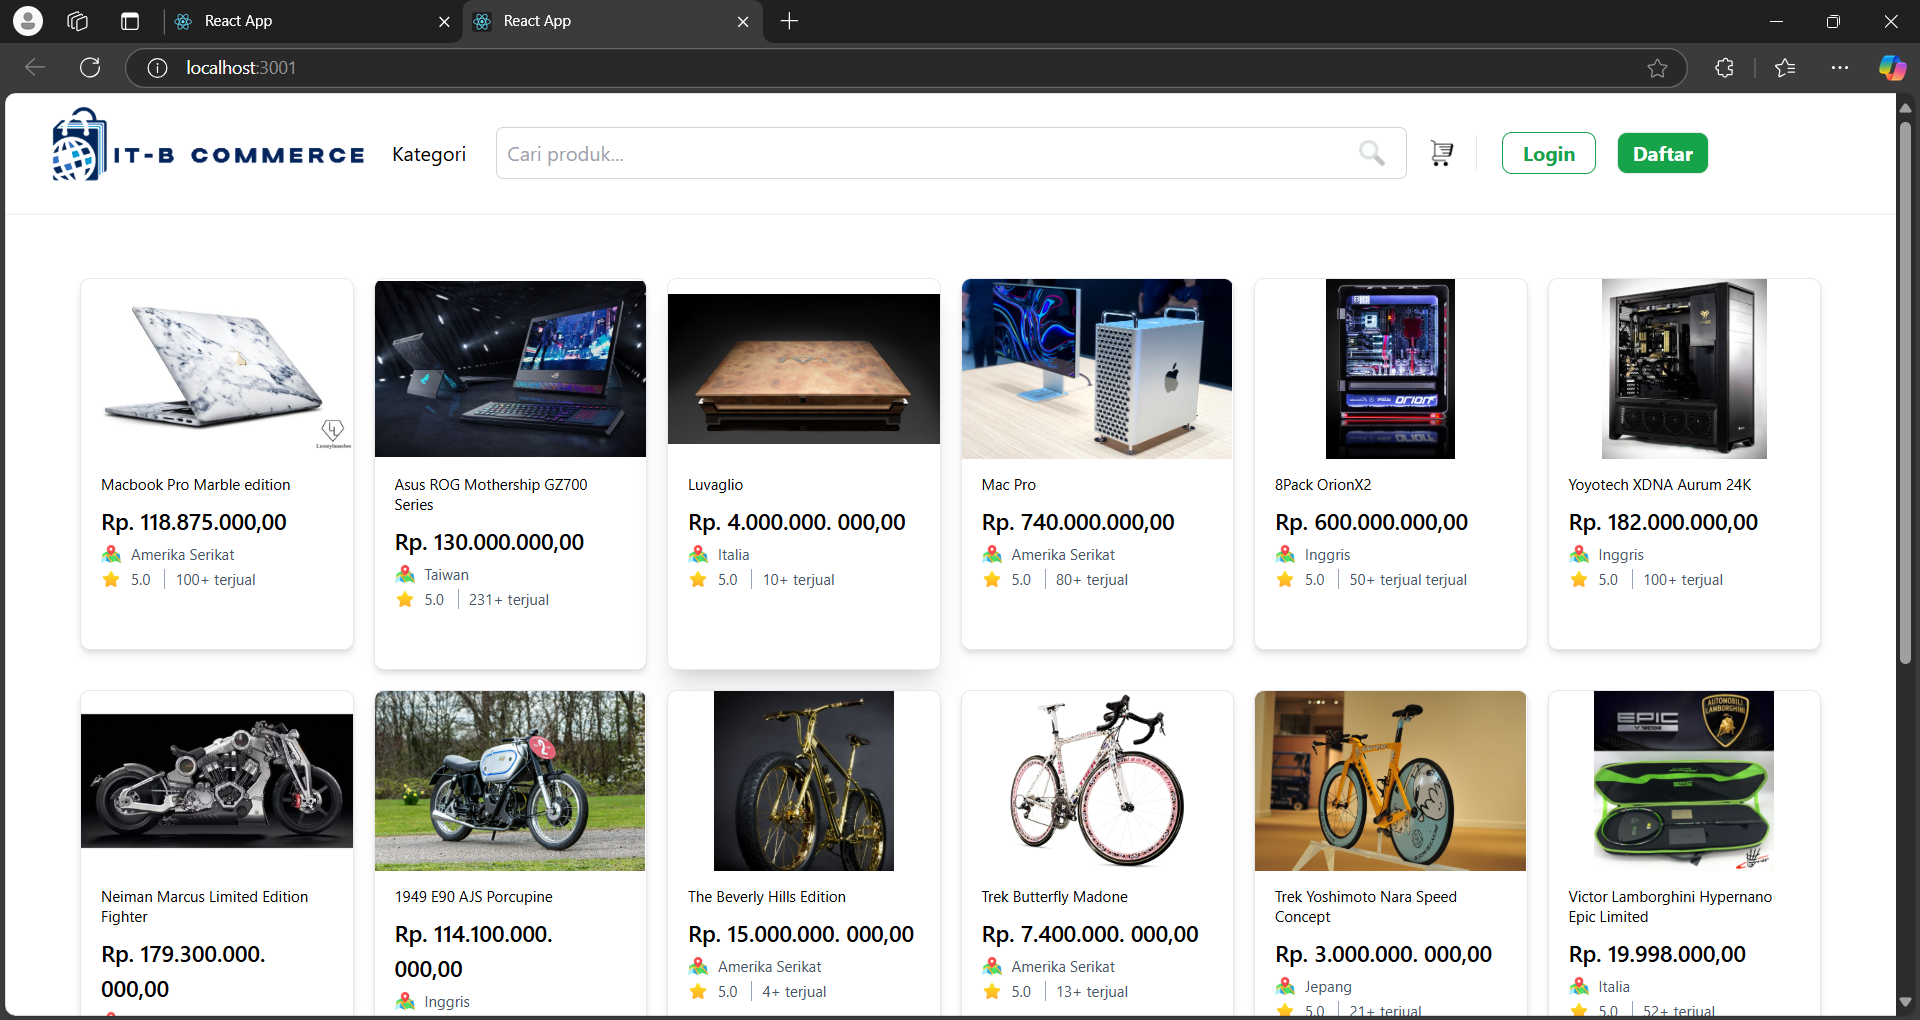 React App
React App
localhost:3001
IT-B COMMERCE
Kategori
Cari produk...
Login
Daftar
Luxurylaunches
Macbook Pro Marble edition
Rp. 118.875.000,00
Amerika Serikat
5.0
100+ terjual
Asus ROG Mothership GZ700
Series
Rp. 130.000.000,00
Taiwan
5.0
231+ terjual
Luvaglio
Rp. 4.000.000. 000,00
Italia
5.0
10+ terjual
Mac Pro
Rp. 740.000.000,00
Amerika Serikat
5.0
80+ terjual
ORION
8Pack OrionX2
Rp. 600.000.000,00
Inggris
5.0
50+ terjual terjual
Yoyotech XDNA Aurum 24K
Rp. 182.000.000,00
Inggris
5.0
100+ terjual
Neiman Marcus Limited Edition
Fighter
Rp. 179.300.000.
000,00
2
1949 E90 AJS Porcupine
Rp. 114.100.000.
000,00
Inggris
The Beverly Hills Edition
Rp. 15.000.000. 000,00
Amerika Serikat
5.0
4+ terjual
Trek Butterfly Madone
Rp. 7.400.000. 000,00
Amerika Serikat
5.0
13+ terjual
Trek Yoshimoto Nara Speed
Concept
Rp. 3.000.000. 000,00
Jepang
5.0
21+ terjual
EPIC
VICTOR
AUTOMOBILI
LAMBORGHINI
Victor Lamborghini Hypernano
Epic Limited
Rp. 19.998.000,00
Italia
5.0
52+ terjual